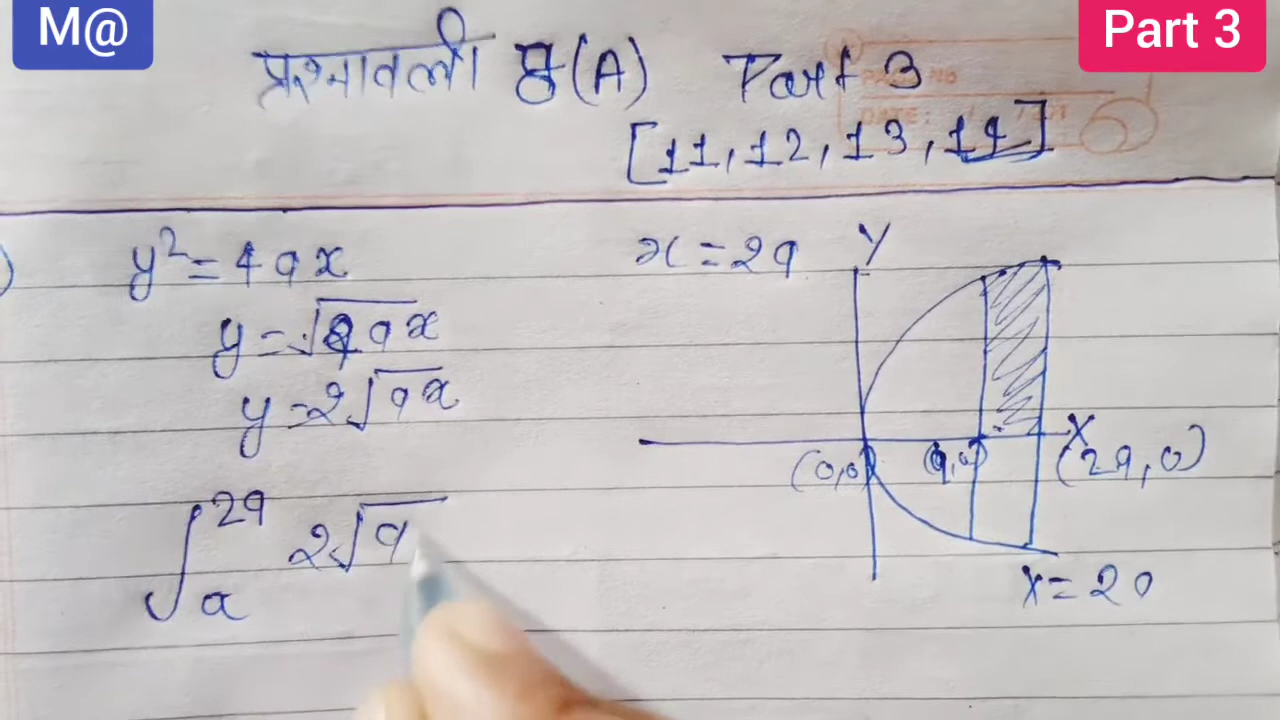 M@
Part 3
प्रश्नावली 8(A) Part 3
[11, 12, 13, 14]
y² = 4ax
x = 2a
Y
y = √4ax
y = 2√ax
X
(0,0) (a,0) (2a,0)
∫ₐ²ᵃ 2√a
x = 2a